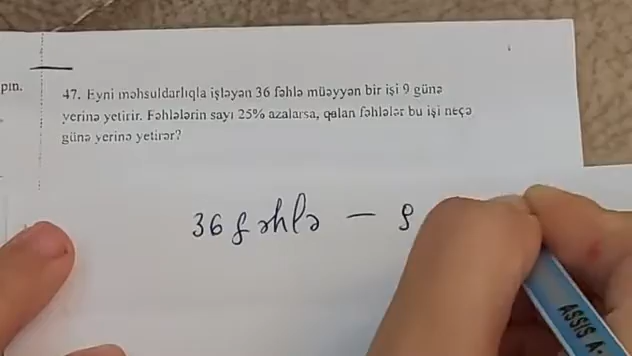 pın.
47. Eyni məhsuldarlıqla işləyən 36 fəhlə müəyyən bir işi 9 günə
yerinə yetirir. Fəhlələrin sayı 25% azalarsa, qalan fəhlələr bu işi neçə
günə yerinə yetirər?
36 fəhlə – 9
ASSIS A